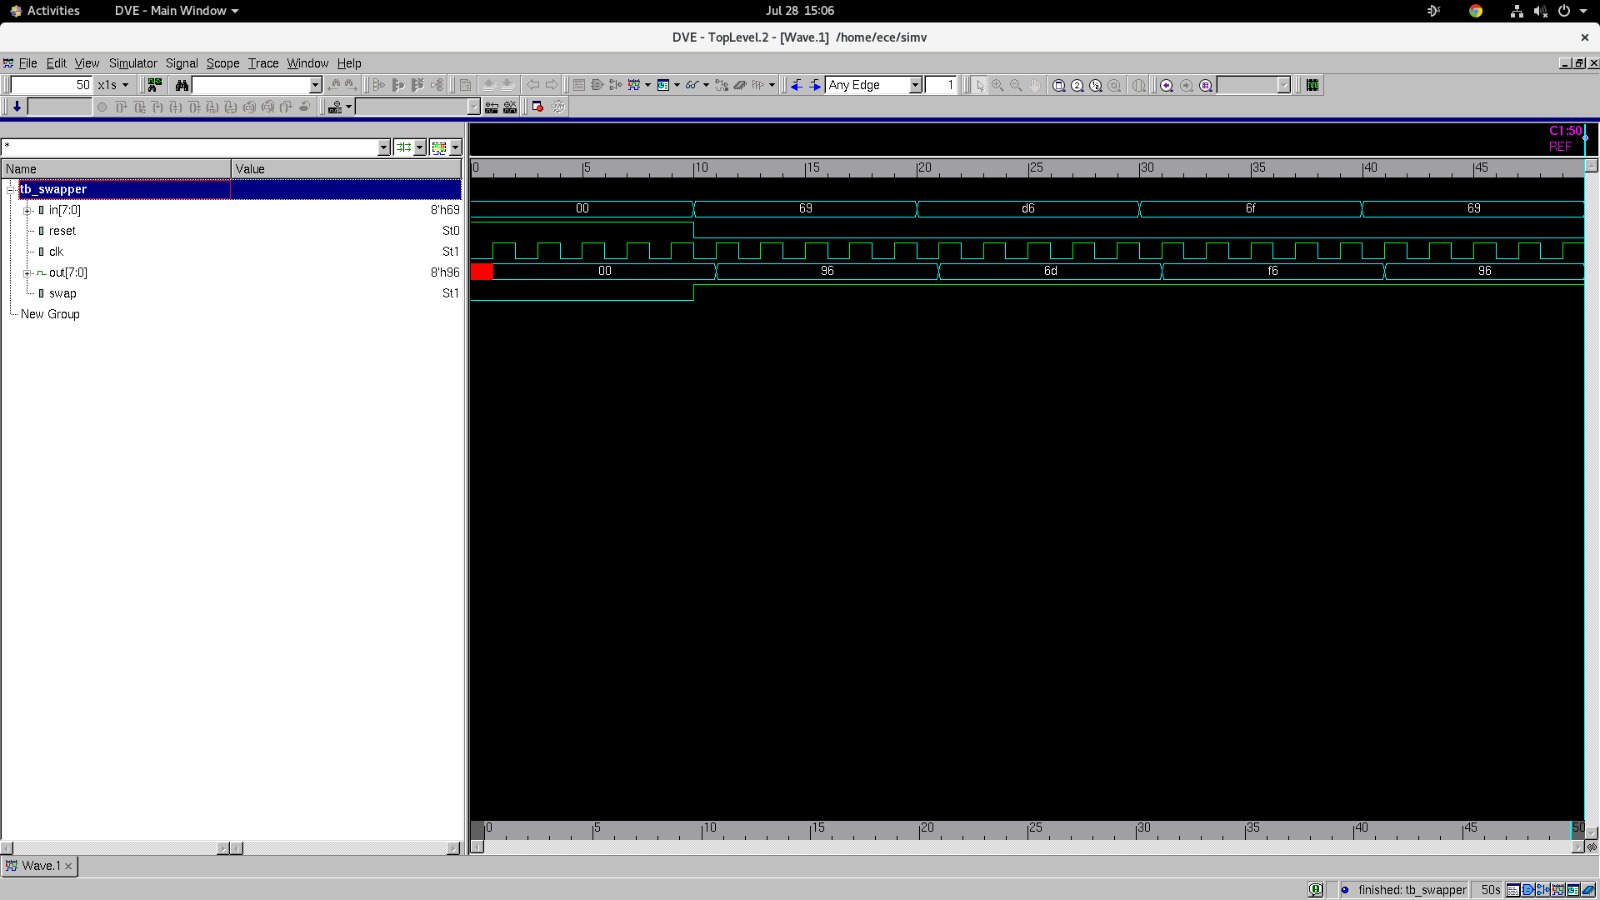 Activities DVE - Main Window Jul 28 15:06
DVE - TopLevel.2 - [Wave.1] /home/ece/simv
File Edit View Simulator Signal Scope Trace Window Help
50 x1s Any Edge 1
C1:50
REF
*
Name Value 0 5 10 15 20 25 30 35 40 45
tb_swapper
in[7:0] 8'h69 00 69 d6 6f 69
reset St0
clk St1
out[7:0] 8'h96 00 96 6d f6 96
swap St1
New Group
0 5 10 15 20 25 30 35 40 45 50
Wave.1
finished: tb_swapper 50s